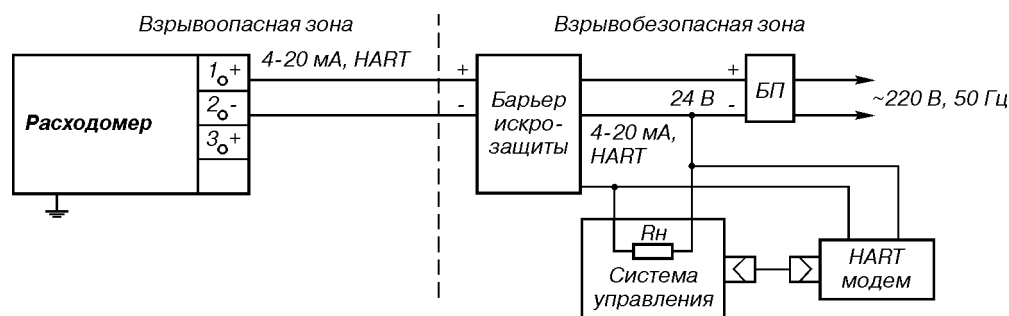 Взрывоопасная зона
Взрывобезопасная зона
4-20 мА, HART
1 +
2 -
3 +
Расходомер
+
-
Барьер
искро-
защиты
+
24 В -
БП
~220 В, 50 Гц
4-20 мА,
HART
Rн
Система
управления
HART
модем